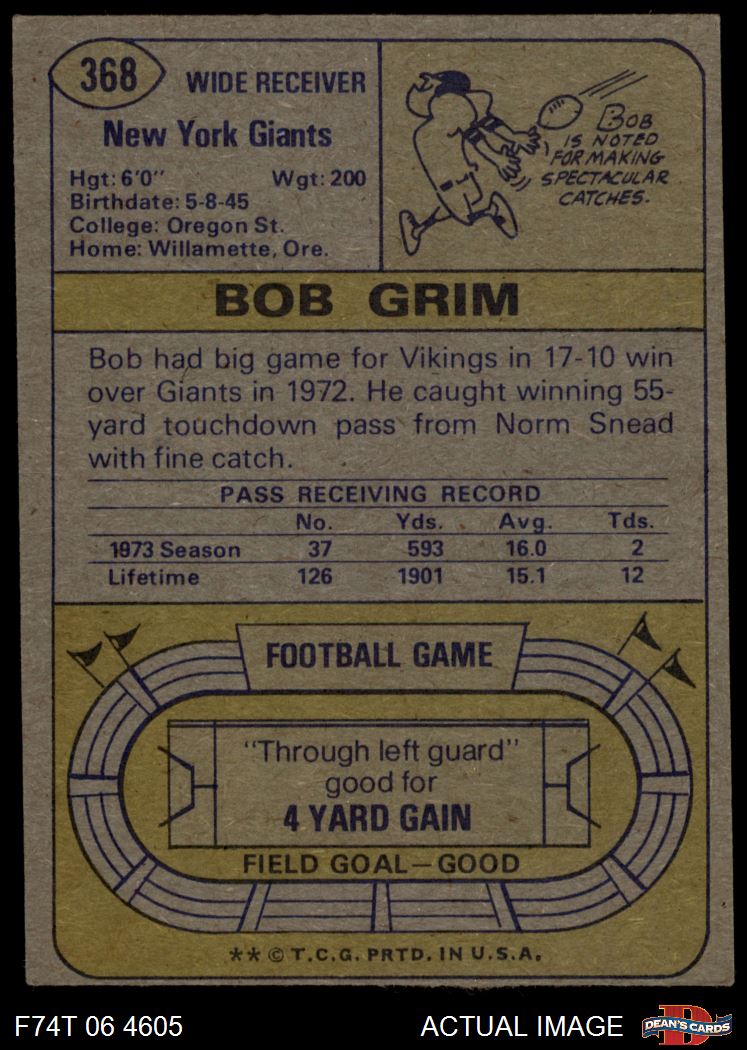 368
WIDE RECEIVER
New York Giants
Hgt: 6'0" Wgt: 200
Birthdate: 5-8-45
College: Oregon St.
Home: Willamette, Ore.
BOB
IS NOTED
FOR MAKING
SPECTACULAR
CATCHES.
BOB GRIM
Bob had big game for Vikings in 17-10 win
over Giants in 1972. He caught winning 55-
yard touchdown pass from Norm Snead
with fine catch.
PASS RECEIVING RECORD
No. Yds. Avg. Tds.
1973 Season 37 593 16.0 2
Lifetime 126 1901 15.1 12
FOOTBALL GAME
"Through left guard"
good for
4 YARD GAIN
FIELD GOAL—GOOD
** © T.C.G. PRTD. IN U.S.A.
F74T 06 4605 ACTUAL IMAGE DEAN'S CARDS